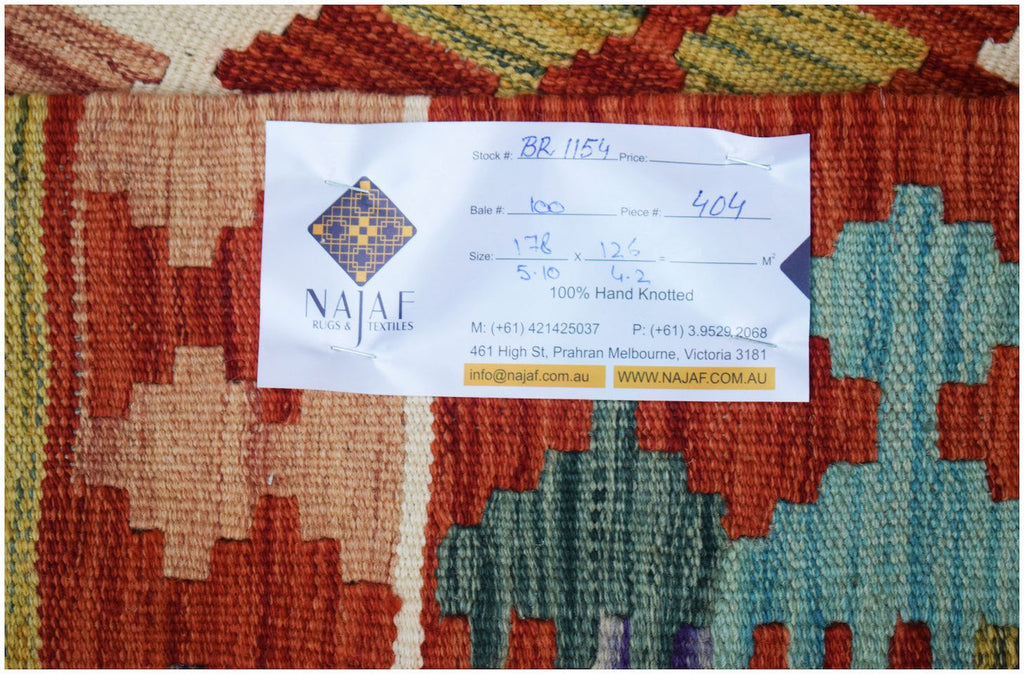 NAJAF
RUGS & TEXTILES
Stock #: BR 1154 Price:
Bale #: 100 Piece #: 404
Size: 178 X 126 = M²
5.10 4.2
100% Hand Knotted
M: (+61) 421425037 P: (+61) 3.9529 2068
461 High St, Prahran Melbourne, Victoria 3181
info@najaf.com.au WWW.NAJAF.COM.AU